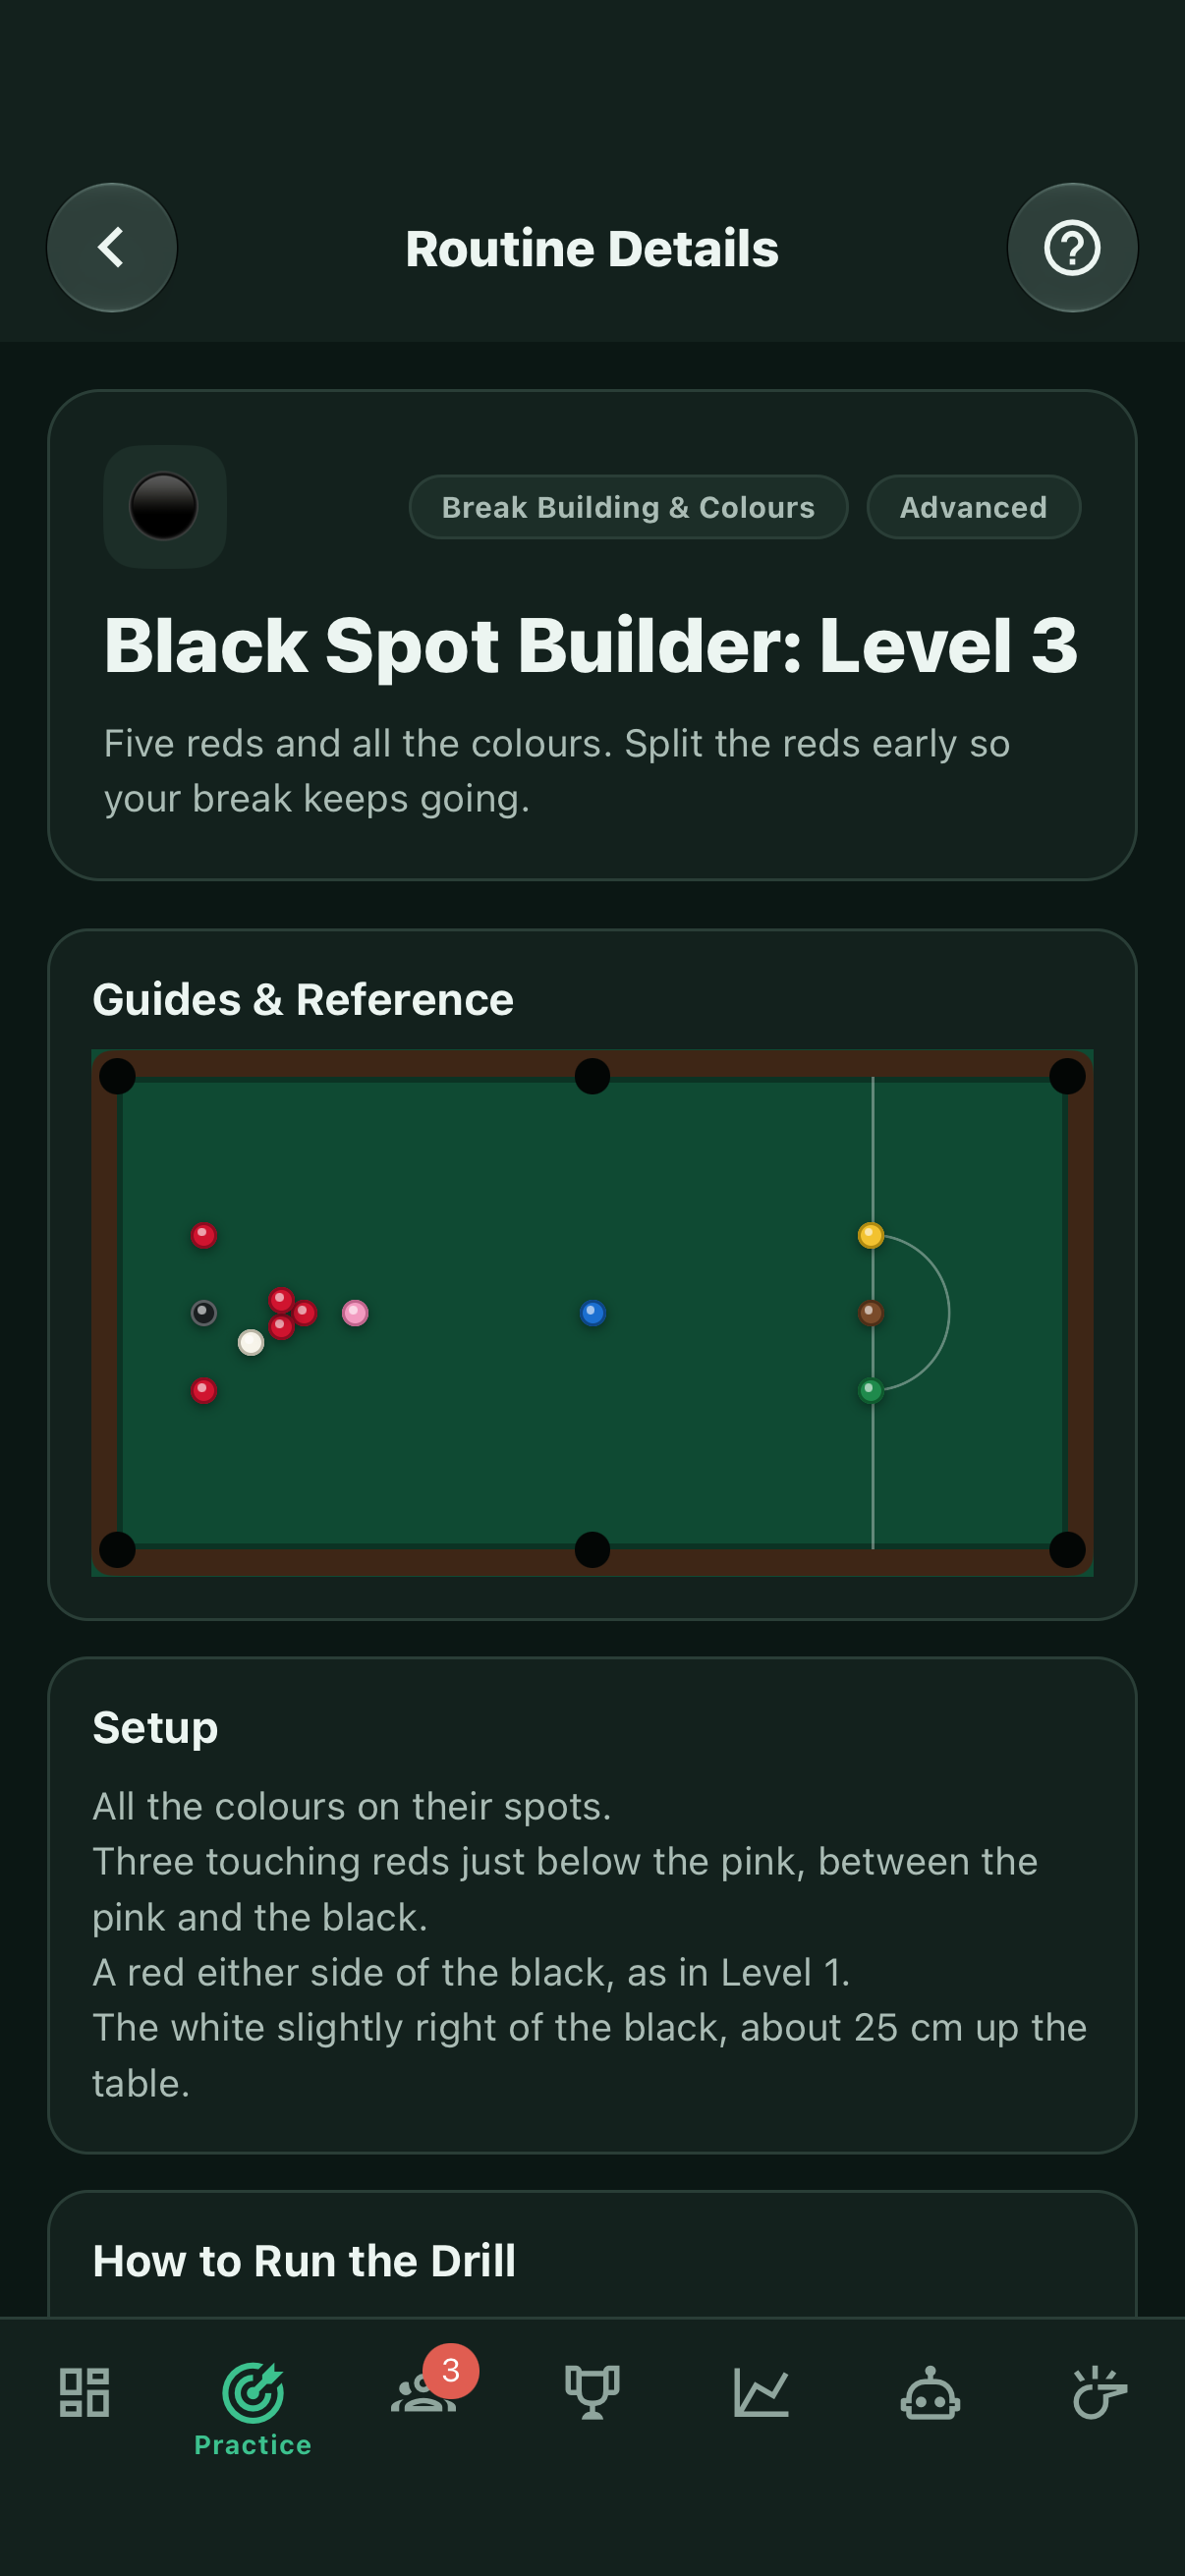 Routine Details
Break Building & Colours
Advanced
Black Spot Builder: Level 3
Five reds and all the colours. Split the reds early so
your break keeps going.
Guides & Reference
Setup
All the colours on their spots.
Three touching reds just below the pink, between the
pink and the black.
A red either side of the black, as in Level 1.
The white slightly right of the black, about 25 cm up the
table.
How to Run the Drill
3
Practice